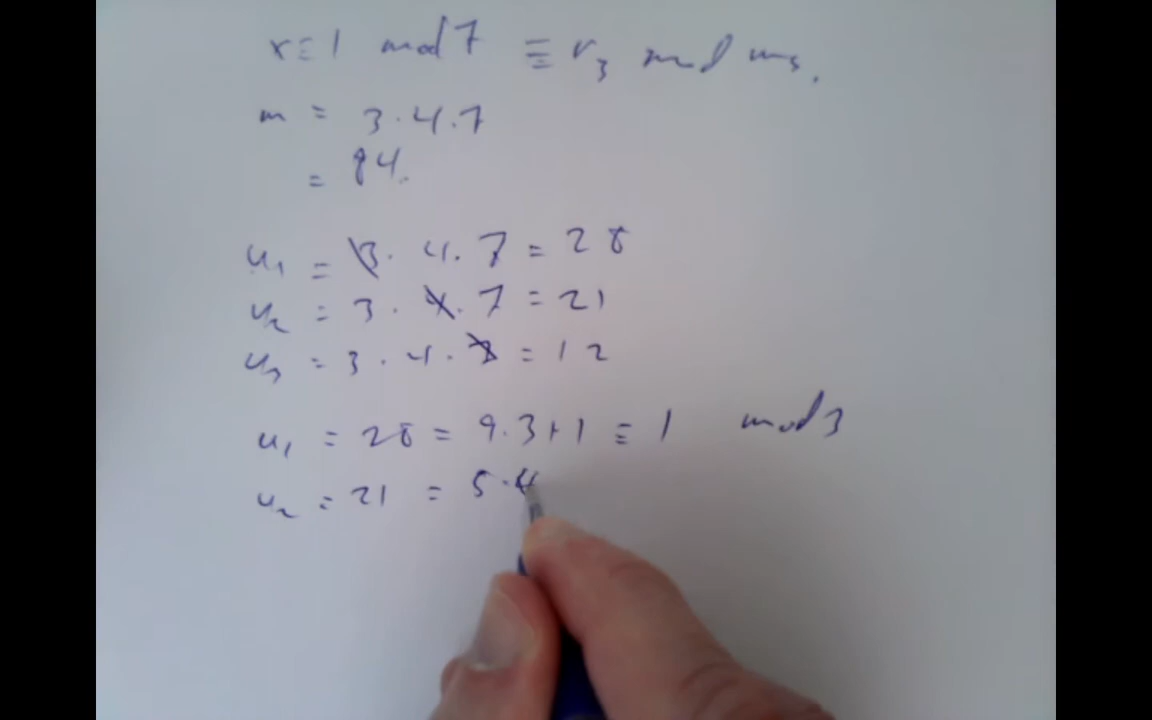 x ≡ 1 mod 7 ≡ r₃ mod m₃.
m = 3 · 4 . 7
= 84.
u₁ = 3 · 4 . 7 = 28
u₂ = 3 · 4 . 7 = 21
u₃ = 3 · 4 . 7 = 12
u₁ = 28 = 9 . 3 + 1 ≡ 1 mod 3
u₂ = 21 = 5 · 4